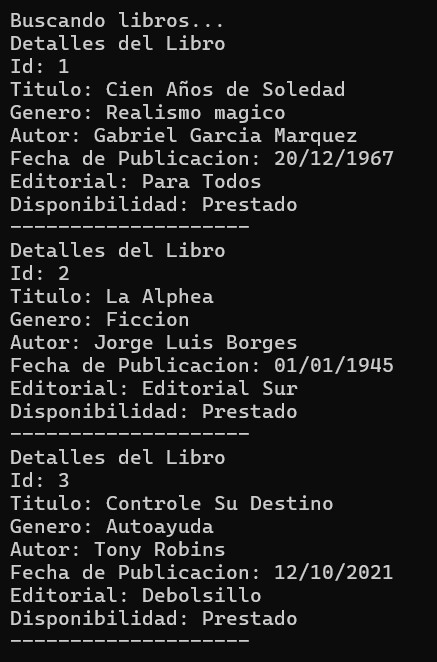 Buscando libros...
Detalles del Libro
Id: 1
Titulo: Cien Años de Soledad
Genero: Realismo magico
Autor: Gabriel Garcia Marquez
Fecha de Publicacion: 20/12/1967
Editorial: Para Todos
Disponibilidad: Prestado
--------------------
Detalles del Libro
Id: 2
Titulo: La Alphea
Genero: Ficcion
Autor: Jorge Luis Borges
Fecha de Publicacion: 01/01/1945
Editorial: Editorial Sur
Disponibilidad: Prestado
--------------------
Detalles del Libro
Id: 3
Titulo: Controle Su Destino
Genero: Autoayuda
Autor: Tony Robins
Fecha de Publicacion: 12/10/2021
Editorial: Debolsillo
Disponibilidad: Prestado
--------------------